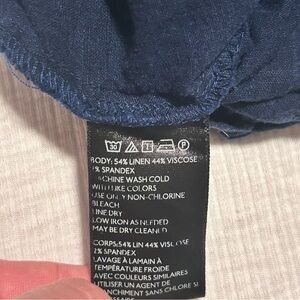 30 P
BODY: 54% LINEN 44% VISCOSE
2% SPANDEX
MACHINE WASH COLD
WITH LIKE COLORS
USE ONLY NON-CHLORINE
BLEACH
LINE DRY
LOW IRON AS NEEDED
MAY BE DRY CLEANED
CORPS:54% LIN 44% VISCOSE
2% SPANDEX
LAVAGE À LA MAIN À
TEMPÉRATURE FROIDE
AVEC COULEURS SIMILAIRES
UTILISER UN AGENT DE
BLANCHIMENT SANS CHLORE SI